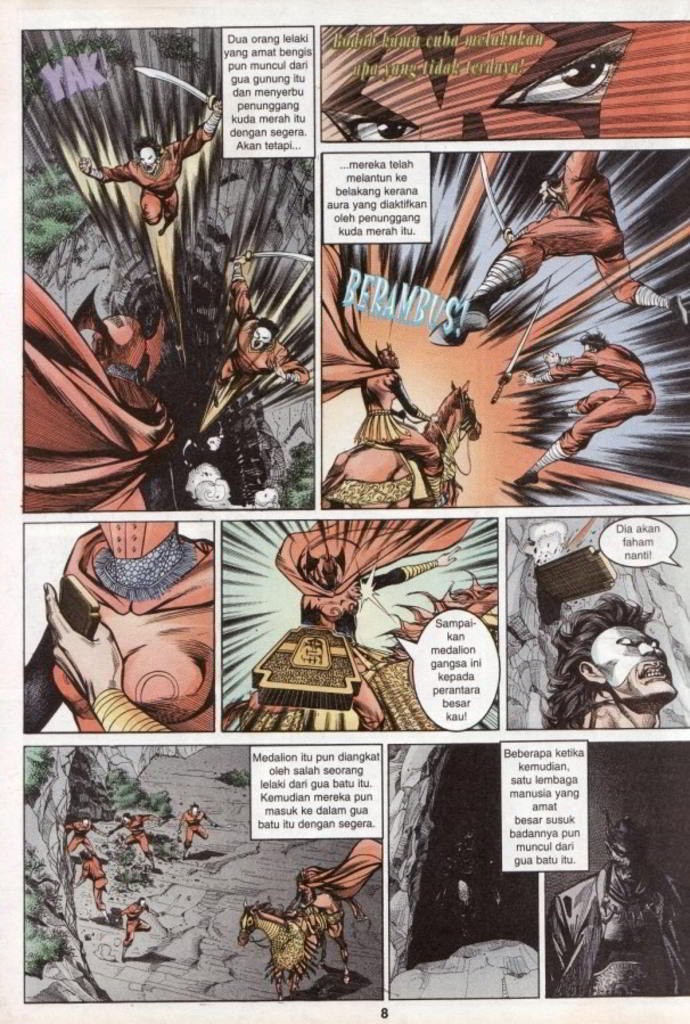 Dua orang lelaki
yang amat bengis
pun muncul dari
gua gunung itu
dan menyerbu
penunggang
kuda merah itu
dengan segera.
Akan tetapi...
YAK!
Bodoh kamu cuba melakukan
apa yang tidak terdaya!
...mereka telah
melantun ke
belakang kerana
aura yang diaktifkan
oleh penunggang
kuda merah itu.
BERAMBUS!
Sampai-
kan
medalion
gangsa ini
kepada
perantara
besar
kau!
Dia akan
faham
nanti!
Medalion itu pun diangkat
oleh salah seorang
lelaki dari gua batu itu.
Kemudian mereka pun
masuk ke dalam gua
batu itu dengan segera.
Beberapa ketika
kemudian,
satu lembaga
manusia yang
amat
besar susuk
badannya pun
muncul dari
gua batu itu.
8